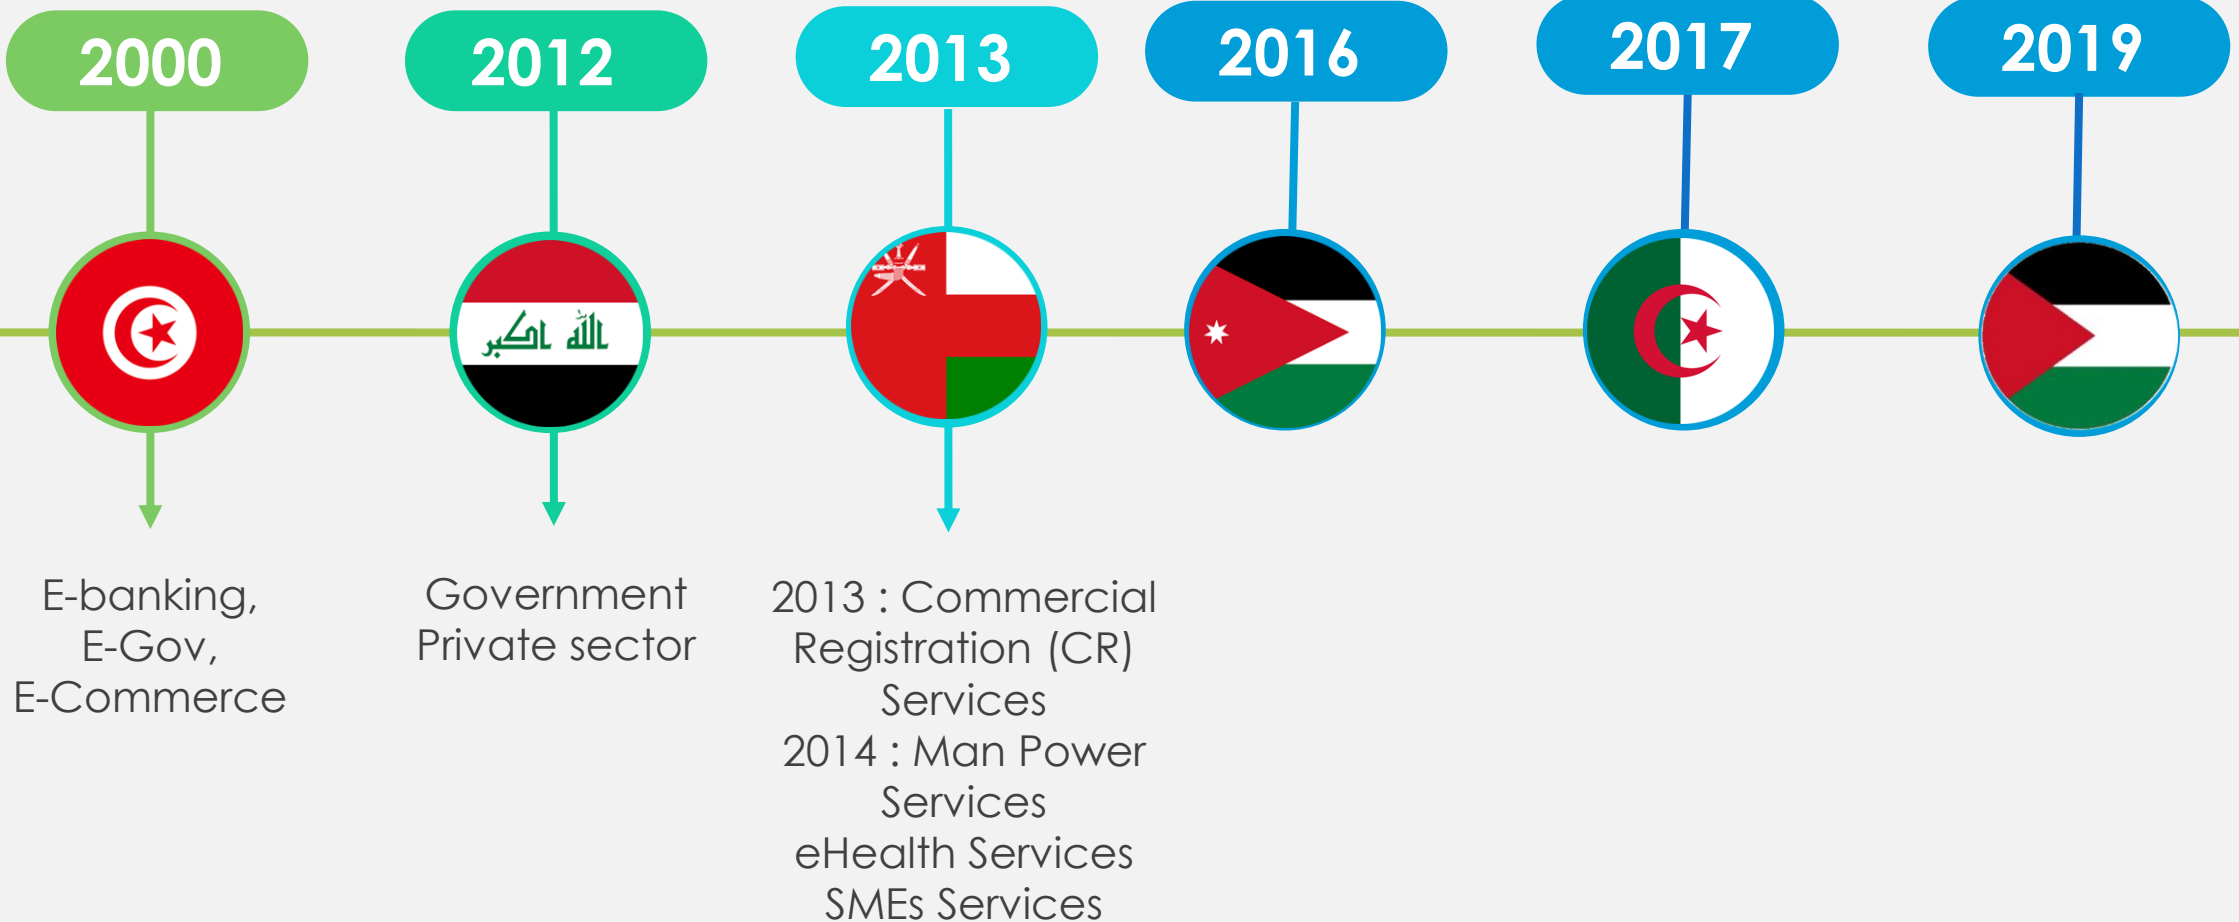 2000
2012
2013
2016
2017
2019
الله اكبر
E-banking,
E-Gov,
E-Commerce
Government
Private sector
2013 : Commercial
Registration (CR)
Services
2014 : Man Power
Services
eHealth Services
SMEs Services